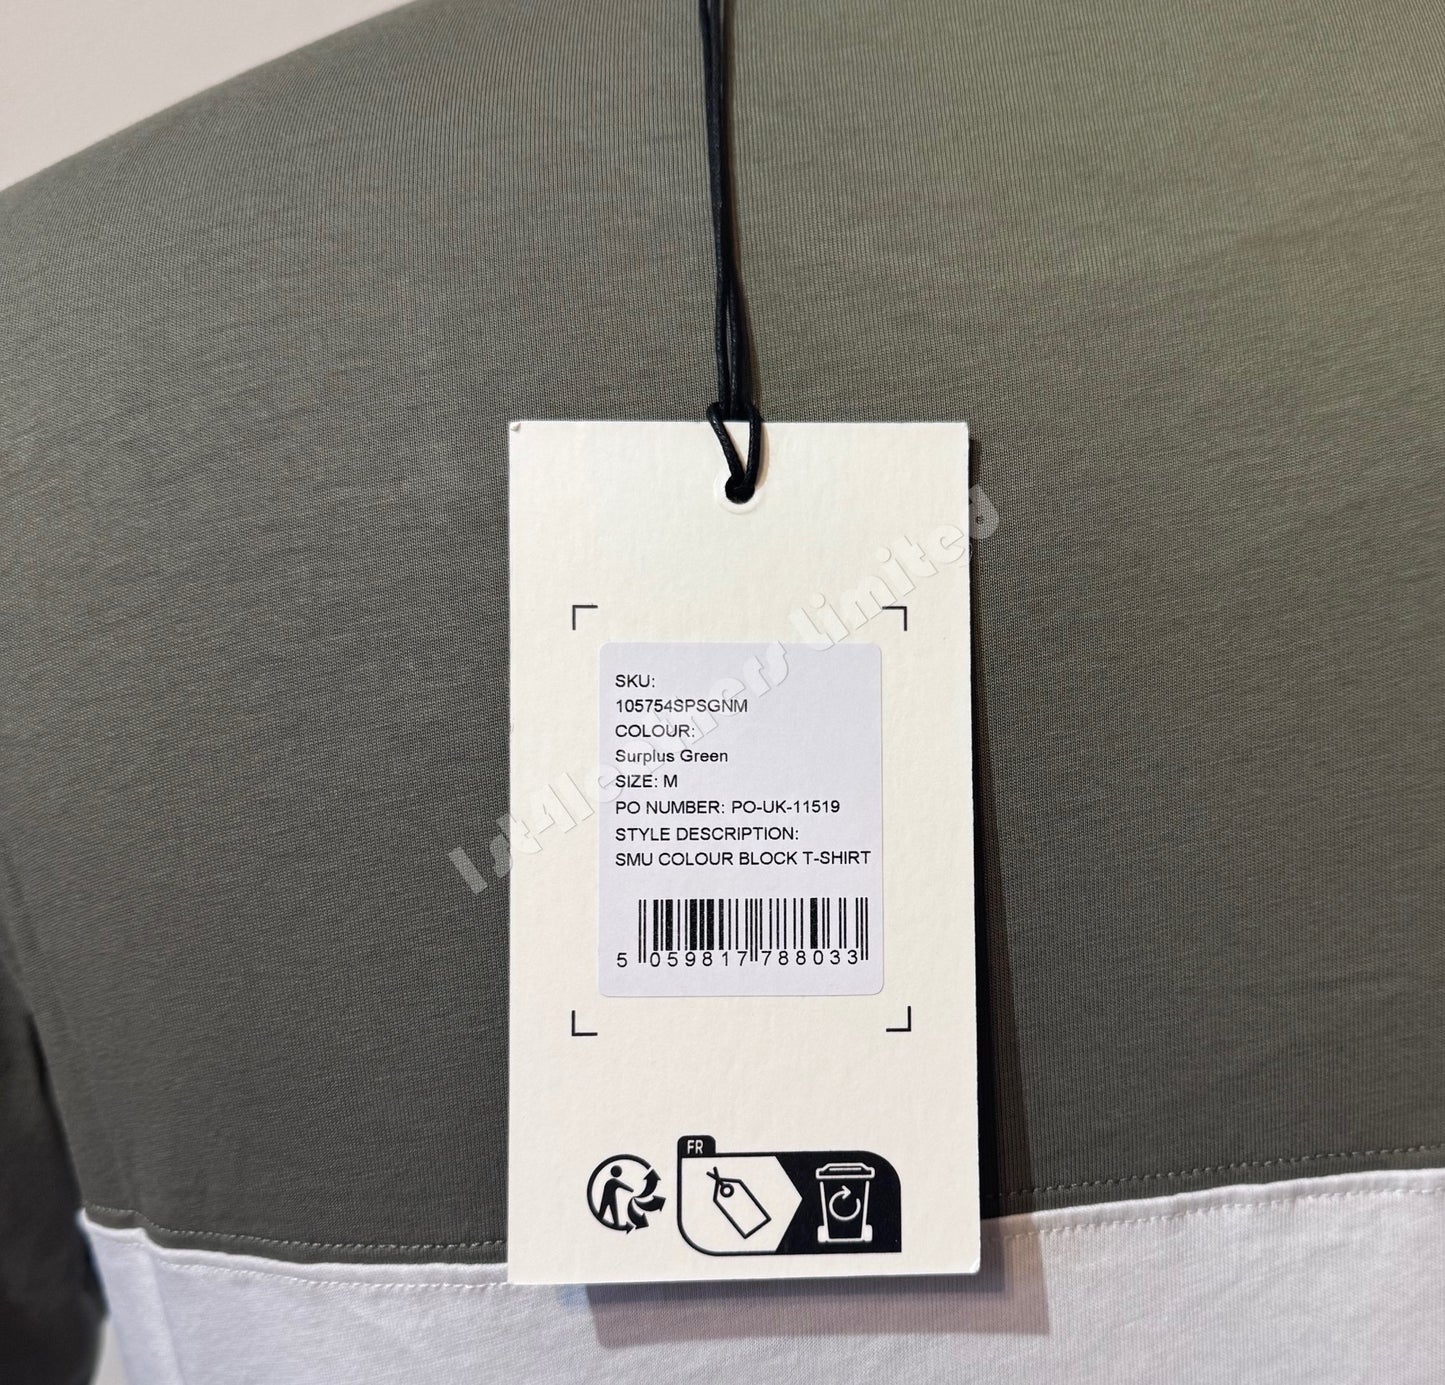 SKU:
105754SPSGNM
COLOUR:
Surplus Green
SIZE: M
PO NUMBER: PO-UK-11519
STYLE DESCRIPTION:
SMU COLOUR BLOCK T-SHIRT
5 059817 788033
FR
limited